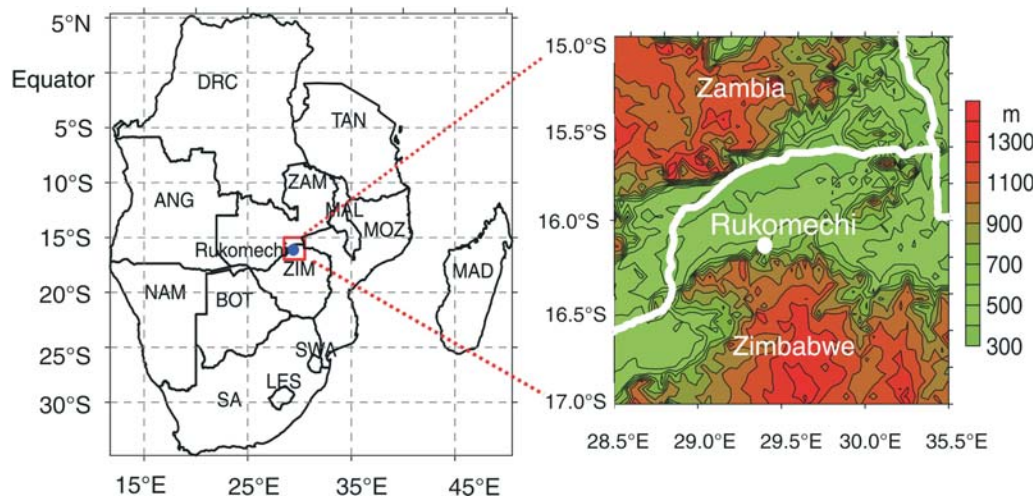 5°N
Equator
5°S
10°S
15°S
20°S
25°S
30°S
15°E
25°E
35°E
45°E
DRC
TAN
ANG
ZAM
MAL
MOZ
Rukomechi
ZIM
MAD
NAM
BOT
SWA
LES
SA
15.0°S
15.5°S
16.0°S
16.5°S
17.0°S
28.5°E
29.0°E
29.5°E
30.0°E
35.5°E
Zambia
Rukomechi
Zimbabwe
m
1300
1100
900
700
500
300